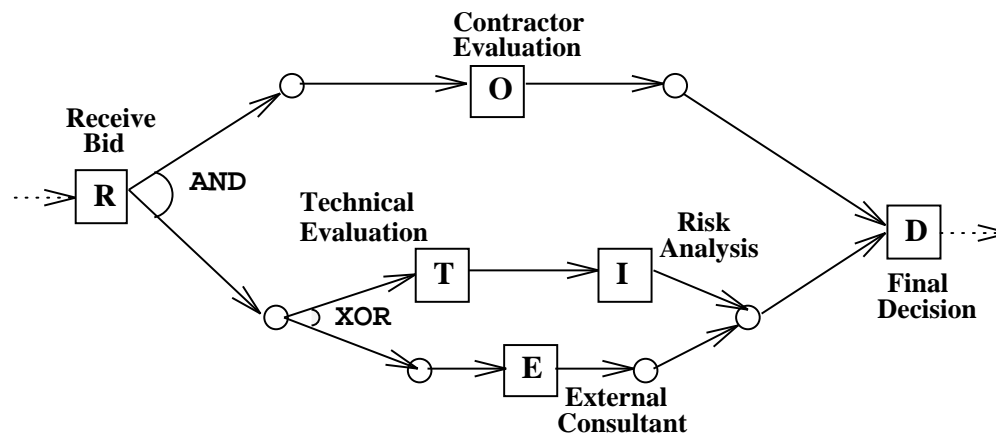 Contractor
Evaluation
O
Receive
Bid
R
AND
Technical
Evaluation
T
Risk
Analysis
I
D
Final
Decision
XOR
E
External
Consultant